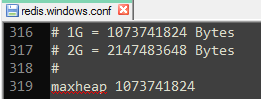 redis.windows.conf
316 # 1G = 1073741824 Bytes
317 # 2G = 2147483648 Bytes
318 #
319 maxheap 1073741824